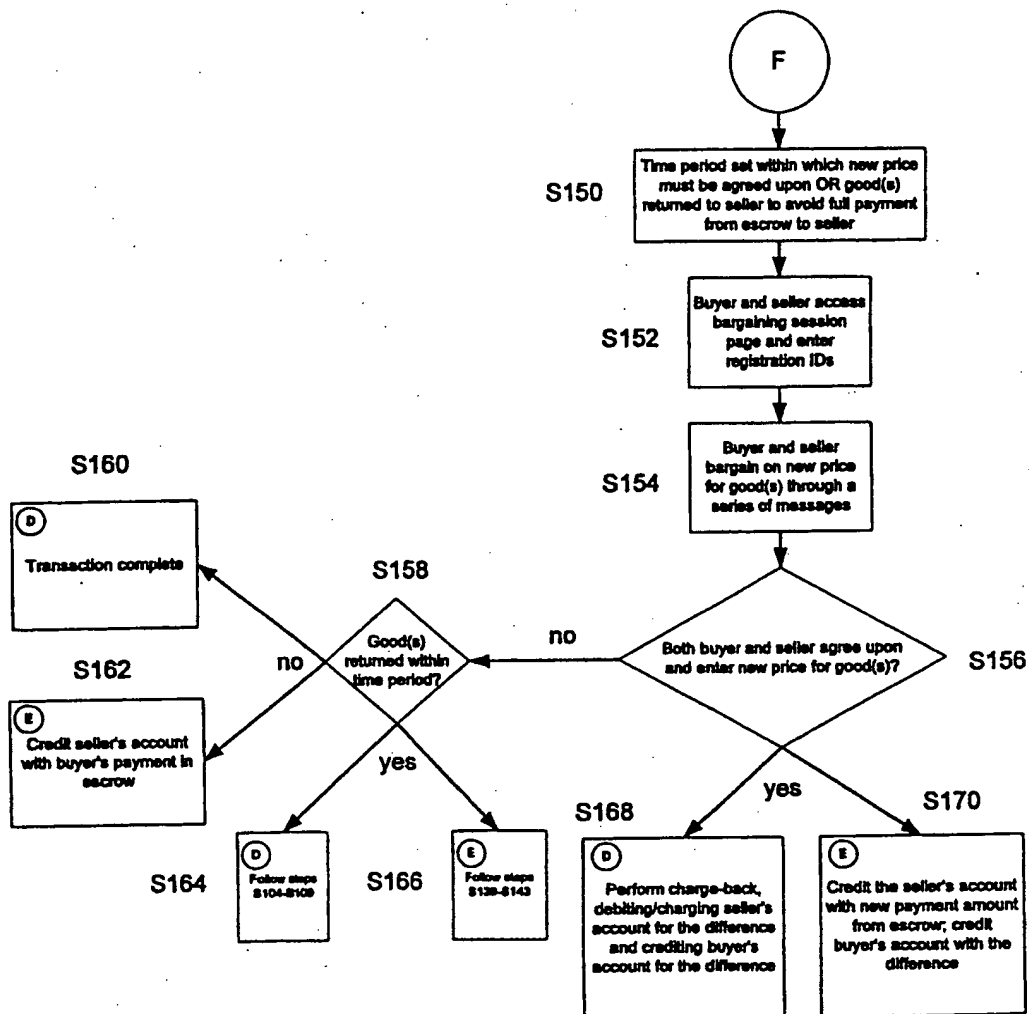 F
S150
Time period set within which new price
must be agreed upon OR good(s)
returned to seller to avoid full payment
from escrow to seller
S152
Buyer and seller access
bargaining session
page and enter
registration IDs
S154
Buyer and seller
bargain on new price
for good(s) through a
series of messages
S160
D
Transaction complete
S158
Good(s)
returned within
time period?
no
no
Both buyer and seller agree upon
and enter new price for good(s)?
S156
S162
E
Credit seller's account
with buyer's payment in
escrow
yes
yes
S164
D
Follow steps
S104-S109
S166
E
Follow steps
S139-S143
S168
D
Perform charge-back,
debiting/charging seller's
account for the difference
and crediting buyer's
account for the difference
S170
E
Credit the seller's account
with new payment amount
from escrow; credit
buyer's account with the
difference